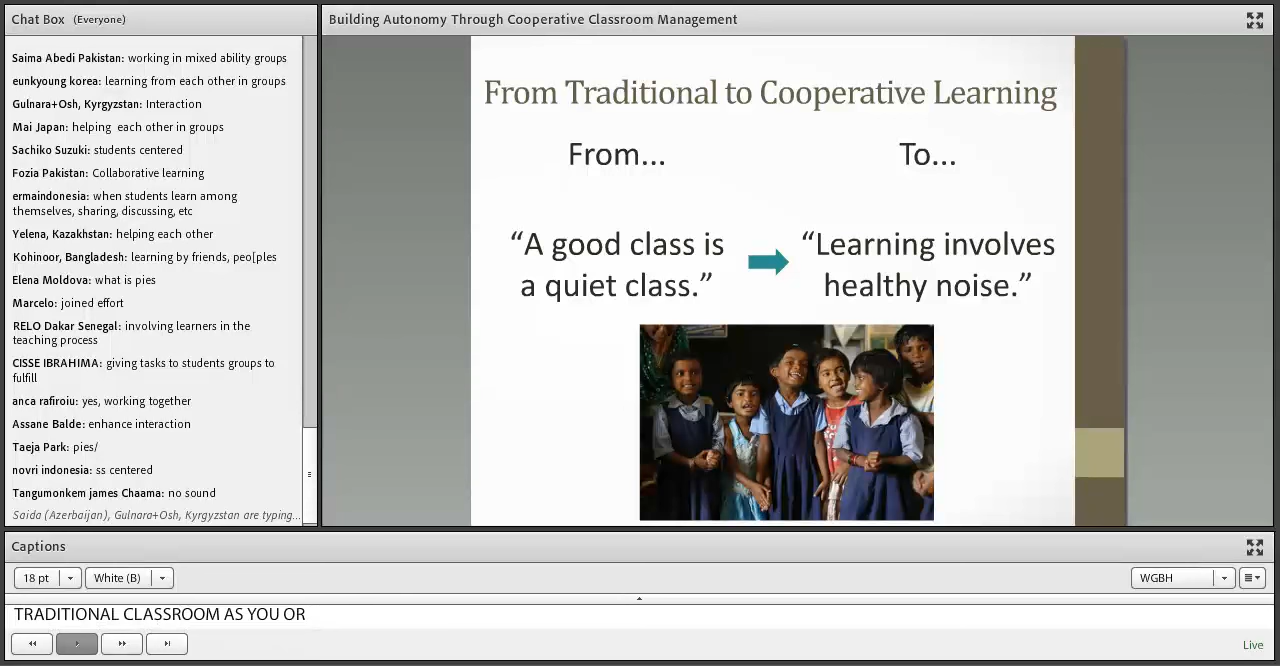 Chat Box (Everyone)
Saima Abedi Pakistan: working in mixed ability groups
eunkyoung korea: learning from each other in groups
Gulnara+Osh, Kyrgyzstan: Interaction
Mai Japan: helping each other in groups
Sachiko Suzuki: students centered
Fozia Pakistan: Collaborative learning
ermaindonesia: when students learn among
themselves, sharing, discussing, etc
Yelena, Kazakhstan: helping each other
Kohinoor, Bangladesh: learning by friends, peo[ples
Elena Moldova: what is pies
Marcelo: joined effort
RELO Dakar Senegal: involving learners in the
teaching process
CISSE IBRAHIMA: giving tasks to students groups to
fulfill
anca rafiroiu: yes, working together
Assane Balde: enhance interaction
Taeja Park: pies/
novri indonesia: ss centered
Tangumonkem james Chaama: no sound
Saida (Azerbaijan), Gulnara+Osh, Kyrgyzstan are typing...
Building Autonomy Through Cooperative Classroom Management
From Traditional to Cooperative Learning
From...
To...
“A good class is
a quiet class.”
“Learning involves
healthy noise.”
Captions
18 pt
White (B)
WGBH
TRADITIONAL CLASSROOM AS YOU OR
Live